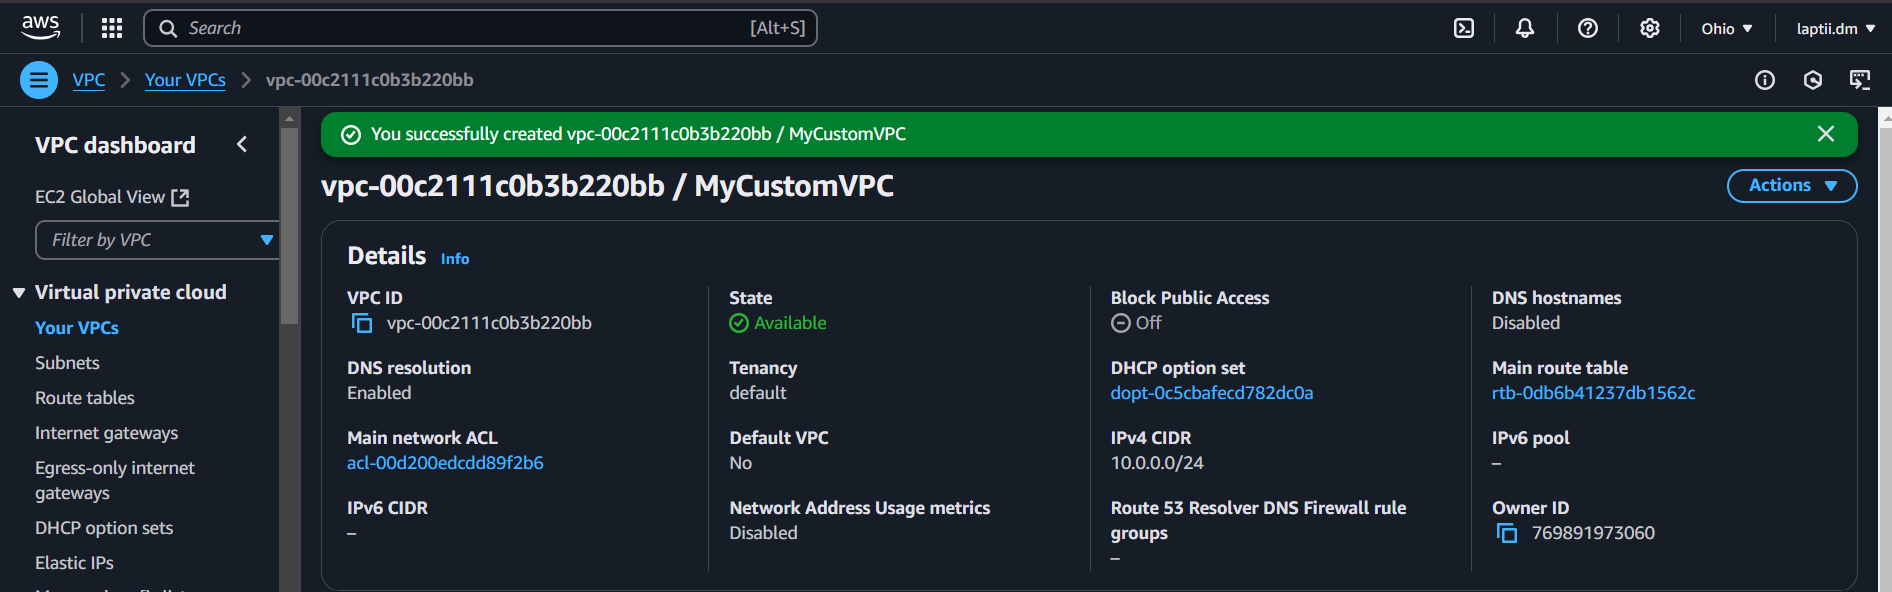 aws
Search [Alt+S]
Ohio
laptii.dm
VPC
Your VPCs
vpc-00c2111c0b3b220bb
VPC dashboard
EC2 Global View
Filter by VPC
Virtual private cloud
Your VPCs
Subnets
Route tables
Internet gateways
Egress-only internet
gateways
DHCP option sets
Elastic IPs
You successfully created vpc-00c2111c0b3b220bb / MyCustomVPC
vpc-00c2111c0b3b220bb / MyCustomVPC
Actions
Details Info
VPC ID
vpc-00c2111c0b3b220bb
State
Available
Block Public Access
Off
DNS hostnames
Disabled
DNS resolution
Enabled
Tenancy
default
DHCP option set
dopt-0c5cbafecd782dc0a
Main route table
rtb-0db6b41237db1562c
Main network ACL
acl-00d200edcdd89f2b6
Default VPC
No
IPv4 CIDR
10.0.0.0/24
IPv6 pool
–
IPv6 CIDR
–
Network Address Usage metrics
Disabled
Route 53 Resolver DNS Firewall rule
groups
–
Owner ID
769891973060